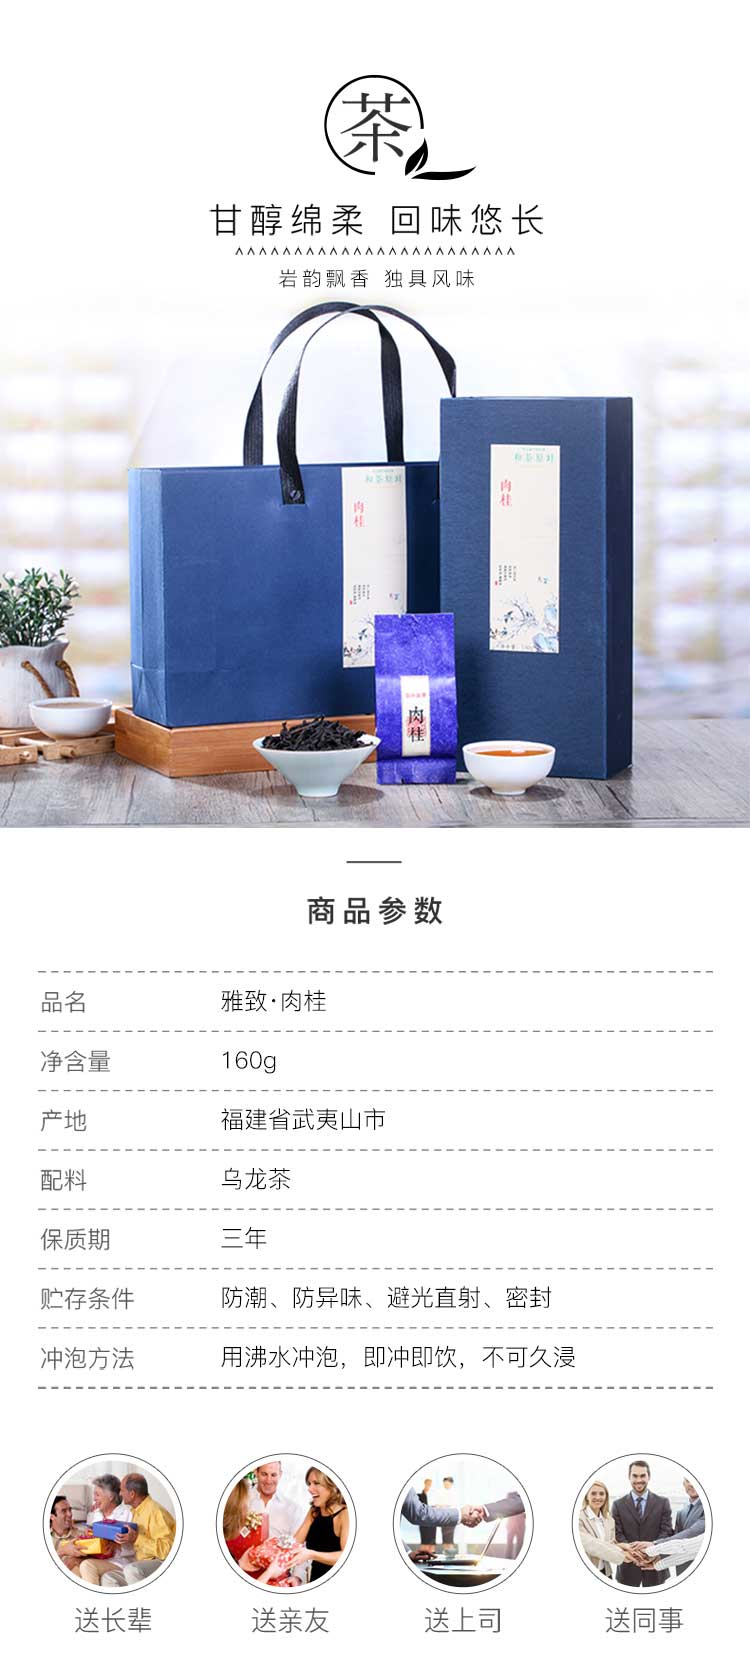 茶
甘醇绵柔 回味悠长
岩韵飘香 独具风味
肉桂
肉桂
肉桂
商品参数
品名 雅致·肉桂
净含量 160g
产地 福建省武夷山市
配料 乌龙茶
保质期 三年
贮存条件 防潮、防异味、避光直射、密封
冲泡方法 用沸水冲泡，即冲即饮，不可久浸
送长辈 送亲友 送上司 送同事